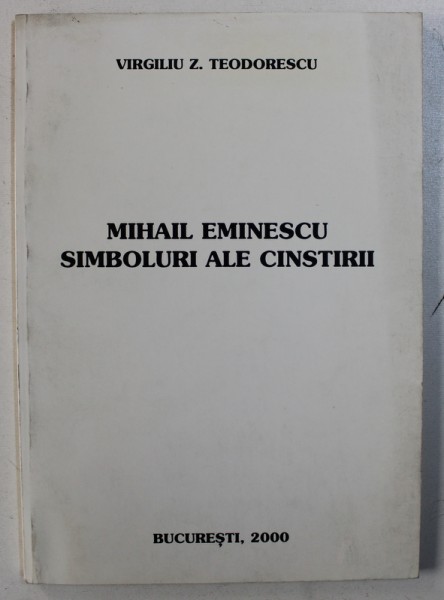 VIRGILIU Z. TEODORESCU
MIHAIL EMINESCU
SIMBOLURI ALE CINSTIRII
BUCUREȘTI, 2000